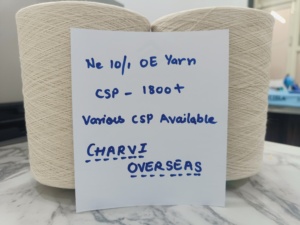 Ne 10/1 OE Yarn
CSP - 1800+
Various CSP Available
CHARVI
OVERSEAS